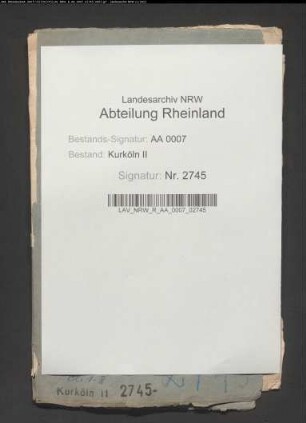 Landesarchiv NRW
Abteilung Rheinland
Bestands-Signatur: AA 0007
Bestand: Kurköln II
Signatur: Nr. 2745
LAV_NRW_R_AA_0007_02745
Kurköln II 2745-